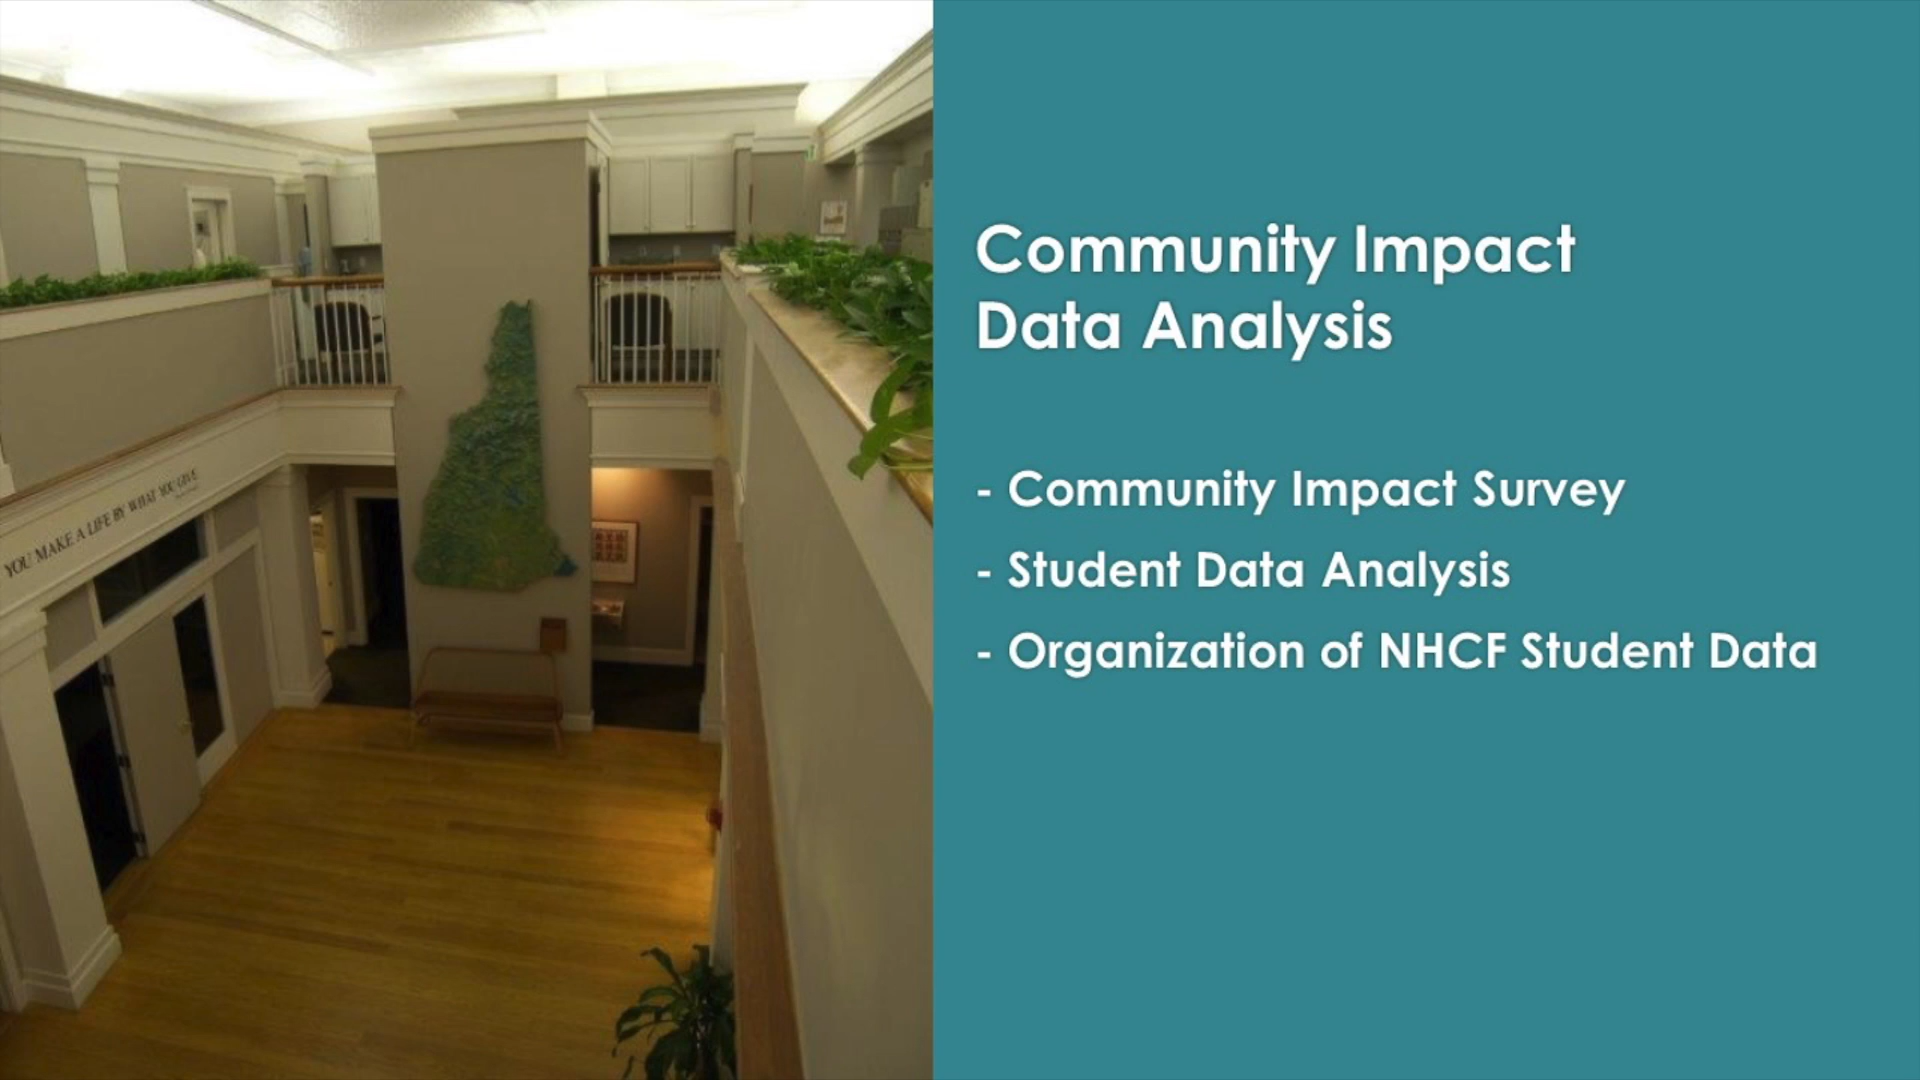 YOU MAKE A LIFE BY WHAT YOU GIVE
Community Impact
Data Analysis
- Community Impact Survey
- Student Data Analysis
- Organization of NHCF Student Data